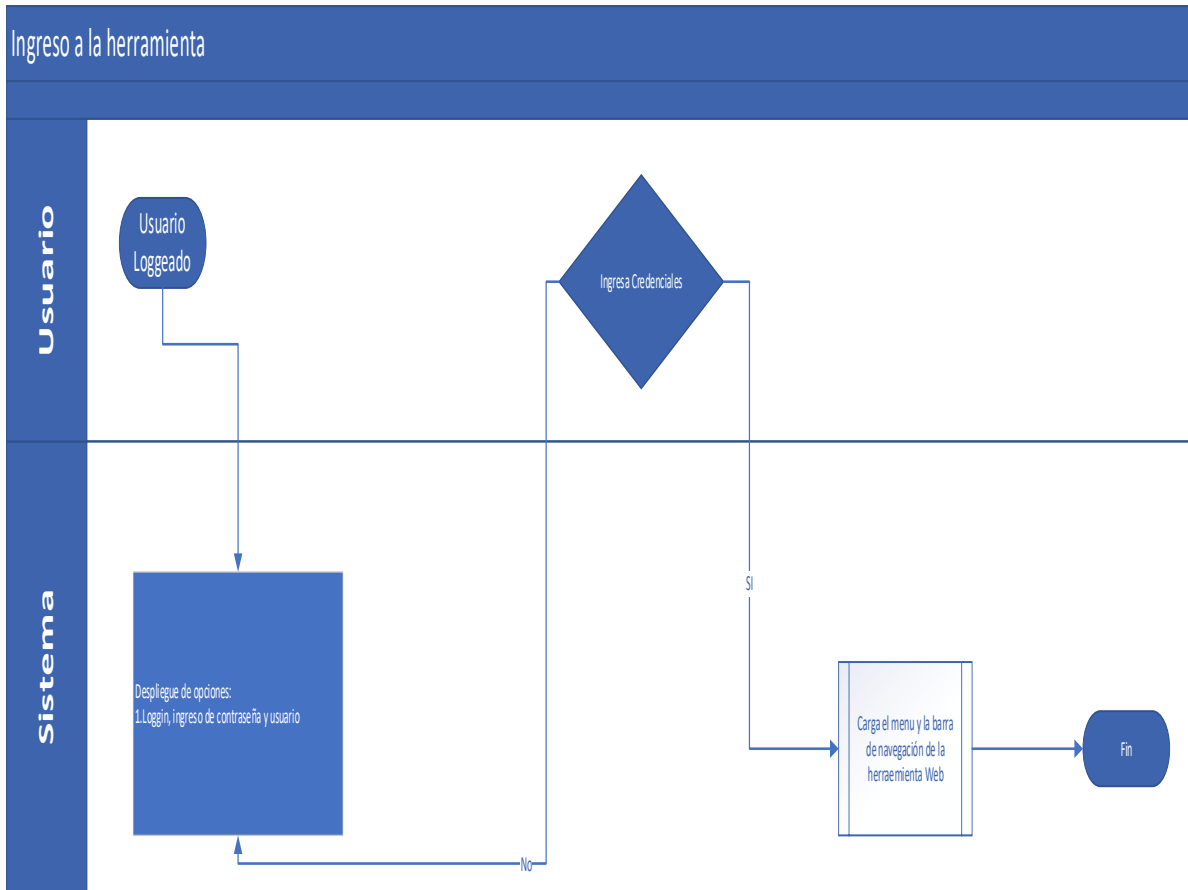 Ingreso a la herramienta
Usuario
Usuario
Loggeado
Ingresa Credenciales
Sistema
Despliegue de opciones:
1.Loggin, ingreso de contraseña y usuario
SI
No
Carga el menu y la barra
de navegación de la
herraemienta Web
Fin